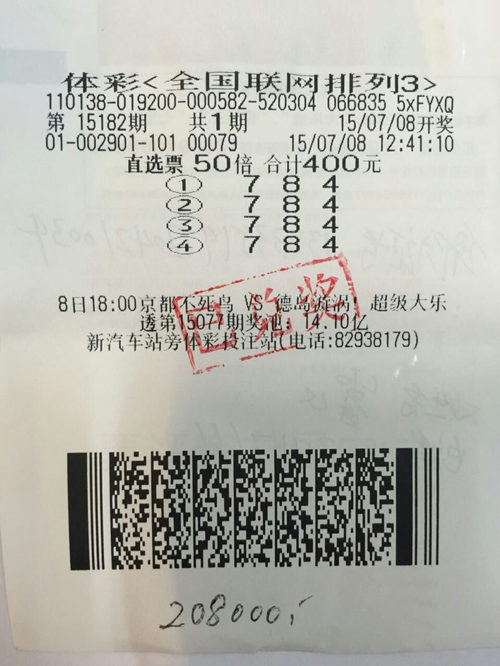 体彩<全国联网排列3>
110138-019200-000582-520304 066835 5xFYXQ
第 15182期 共1期 15/07/08开奖
01-002901-101 00079 15/07/08 12:41:10
直选票 50倍 合计400元
① 7 8 4
② 7 8 4
③ 7 8 4
④ 7 8 4
已兑奖
8日18:00京都不死鸟 VS 德岛漩涡! 超级大乐
透第15077期奖池: 14.10亿
新汽车站旁体彩投注站(电话:82938179)
208000.